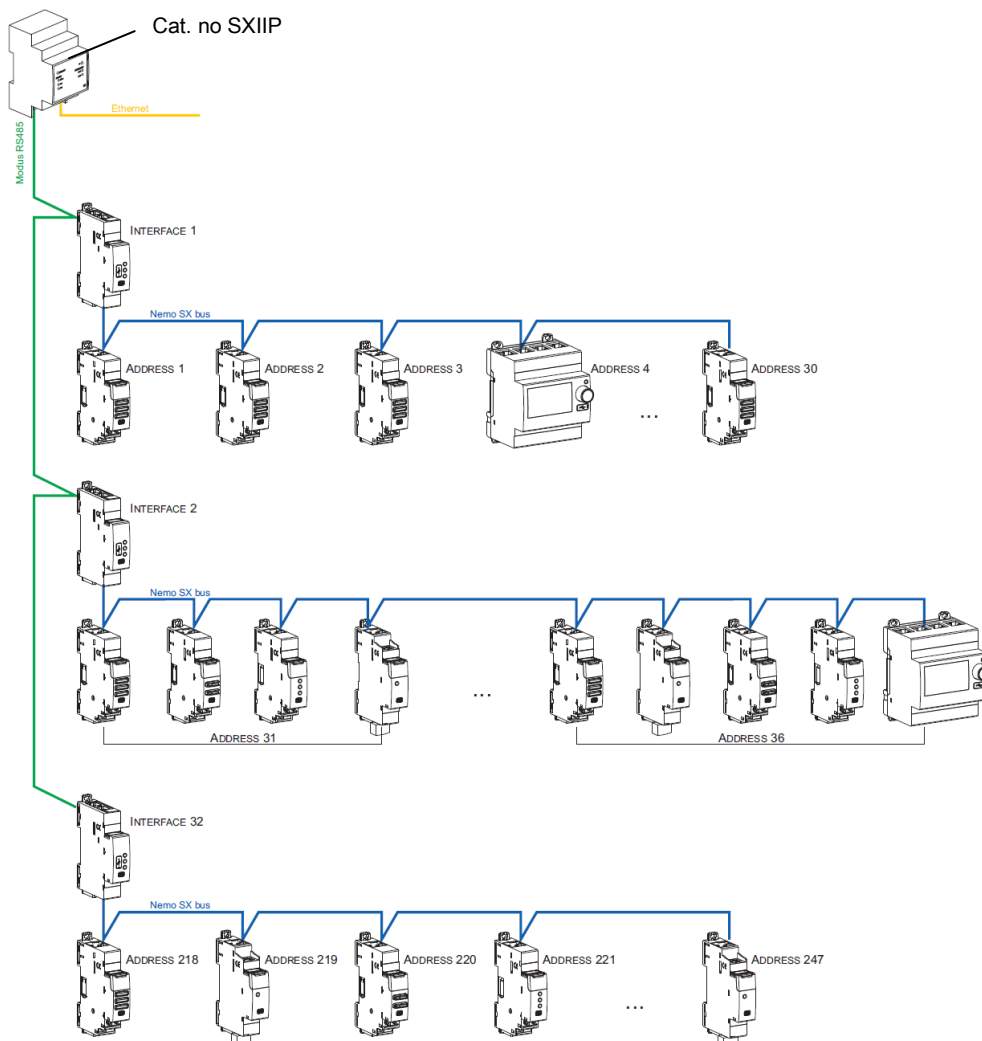 Cat. no SXIIP
Ethernet
Modus RS485
INTERFACE 1
Nemo SX bus
ADDRESS 1
ADDRESS 2
ADDRESS 3
ADDRESS 4
ADDRESS 30
...
INTERFACE 2
Nemo SX bus
...
ADDRESS 31
ADDRESS 36
INTERFACE 32
Nemo SX bus
ADDRESS 218
ADDRESS 219
ADDRESS 220
ADDRESS 221
ADDRESS 247
...